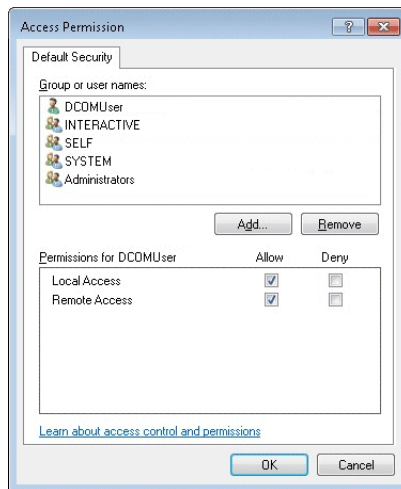 Access Permission
Default Security
Group or user names:
DCOMUser
INTERACTIVE
SELF
SYSTEM
Administrators
Add... Remove
Permissions for DCOMUser Allow Deny
Local Access
Remote Access
Learn about access control and permissions
OK Cancel